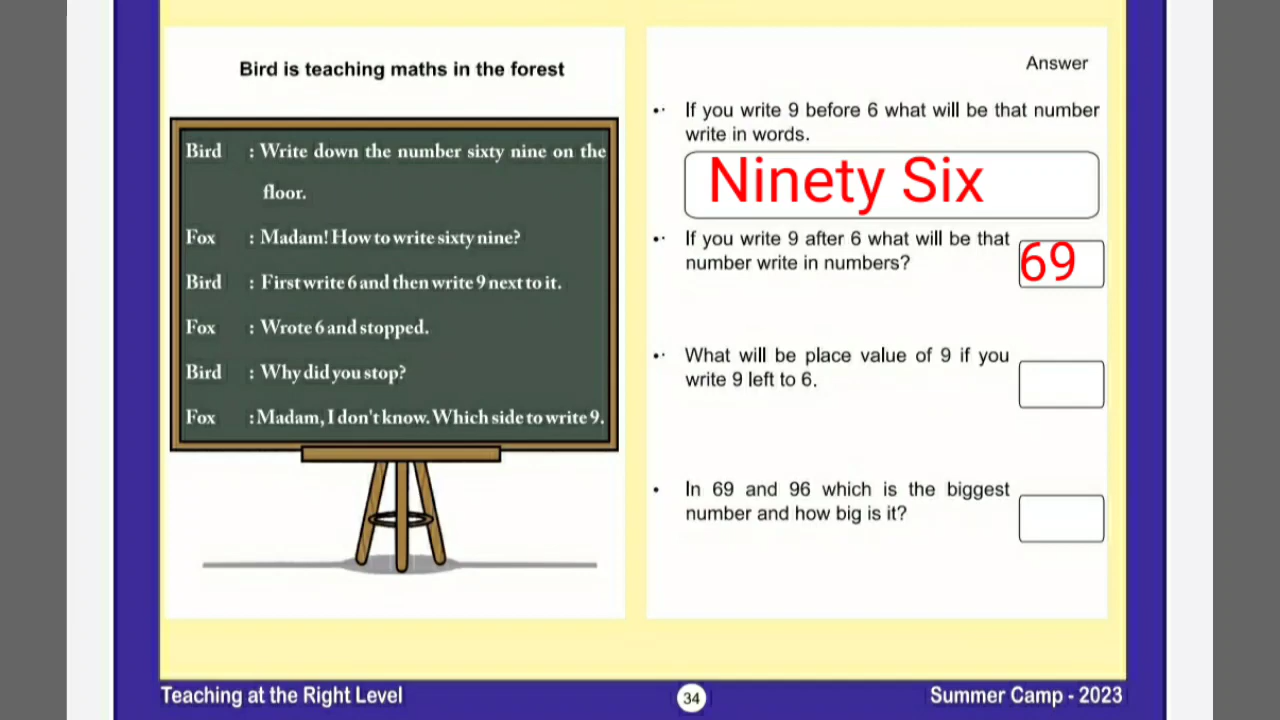 Bird is teaching maths in the forest
Bird : Write down the number sixty nine on the
floor.
Fox : Madam! How to write sixty nine?
Bird : First write 6 and then write 9 next to it.
Fox : Wrote 6 and stopped.
Bird : Why did you stop?
Fox : Madam, I don't know. Which side to write 9.
Answer
•· If you write 9 before 6 what will be that number
write in words.
Ninety Six
•· If you write 9 after 6 what will be that
number write in numbers?
69
•· What will be place value of 9 if you
write 9 left to 6.
• In 69 and 96 which is the biggest
number and how big is it?
Teaching at the Right Level
34
Summer Camp - 2023